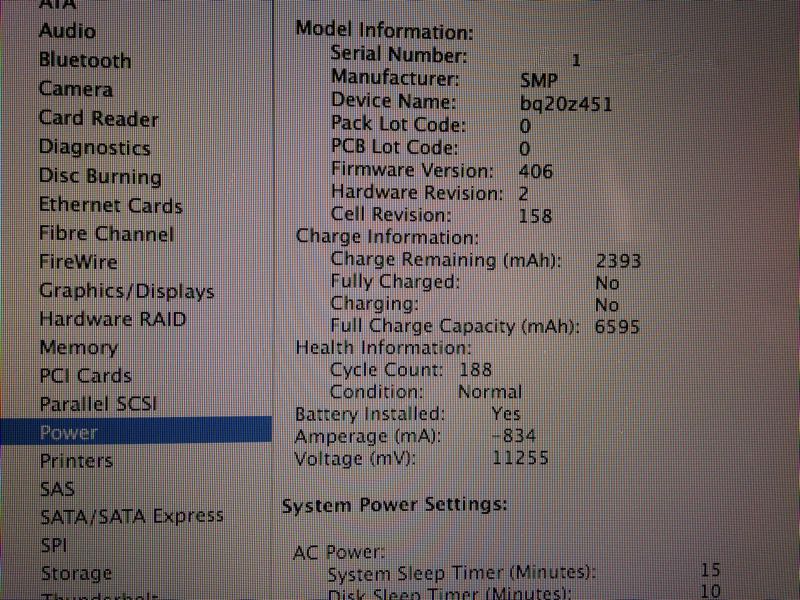 ATA
Audio
Bluetooth
Camera
Card Reader
Diagnostics
Disc Burning
Ethernet Cards
Fibre Channel
FireWire
Graphics/Displays
Hardware RAID
Memory
PCI Cards
Parallel SCSI
Power
Printers
SAS
SATA/SATA Express
SPI
Storage
Thunderbolt
Model Information:
Serial Number: 1
Manufacturer: SMP
Device Name: bq20z451
Pack Lot Code: 0
PCB Lot Code: 0
Firmware Version: 406
Hardware Revision: 2
Cell Revision: 158
Charge Information:
Charge Remaining (mAh): 2393
Fully Charged: No
Charging: No
Full Charge Capacity (mAh): 6595
Health Information:
Cycle Count: 188
Condition: Normal
Battery Installed: Yes
Amperage (mA): -834
Voltage (mV): 11255
System Power Settings:
AC Power:
System Sleep Timer (Minutes): 15
Disk Sleep Timer (Minutes): 10